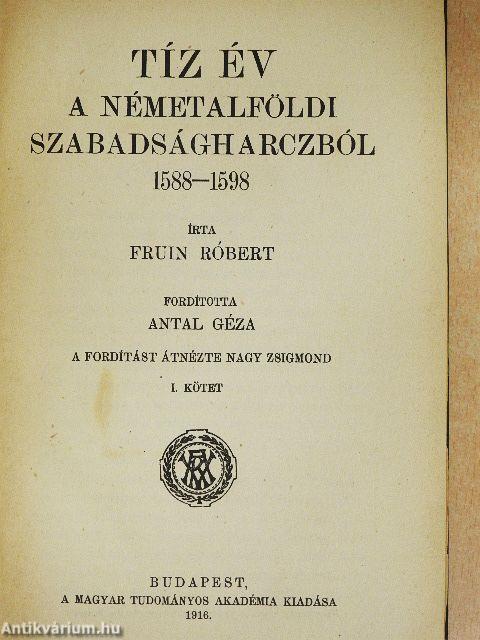 TÍZ ÉV
A NÉMETALFÖLDI
SZABADSÁGHARCZBÓL
1588—1598
ÍRTA
FRUIN RÓBERT
FORDÍTOTTA
ANTAL GÉZA
A FORDÍTÁST ÁTNÉZTE NAGY ZSIGMOND
I. KÖTET
BUDAPEST,
A MAGYAR TUDOMÁNYOS AKADÉMIA KIADÁSA
1916.
Antikvárium.hu